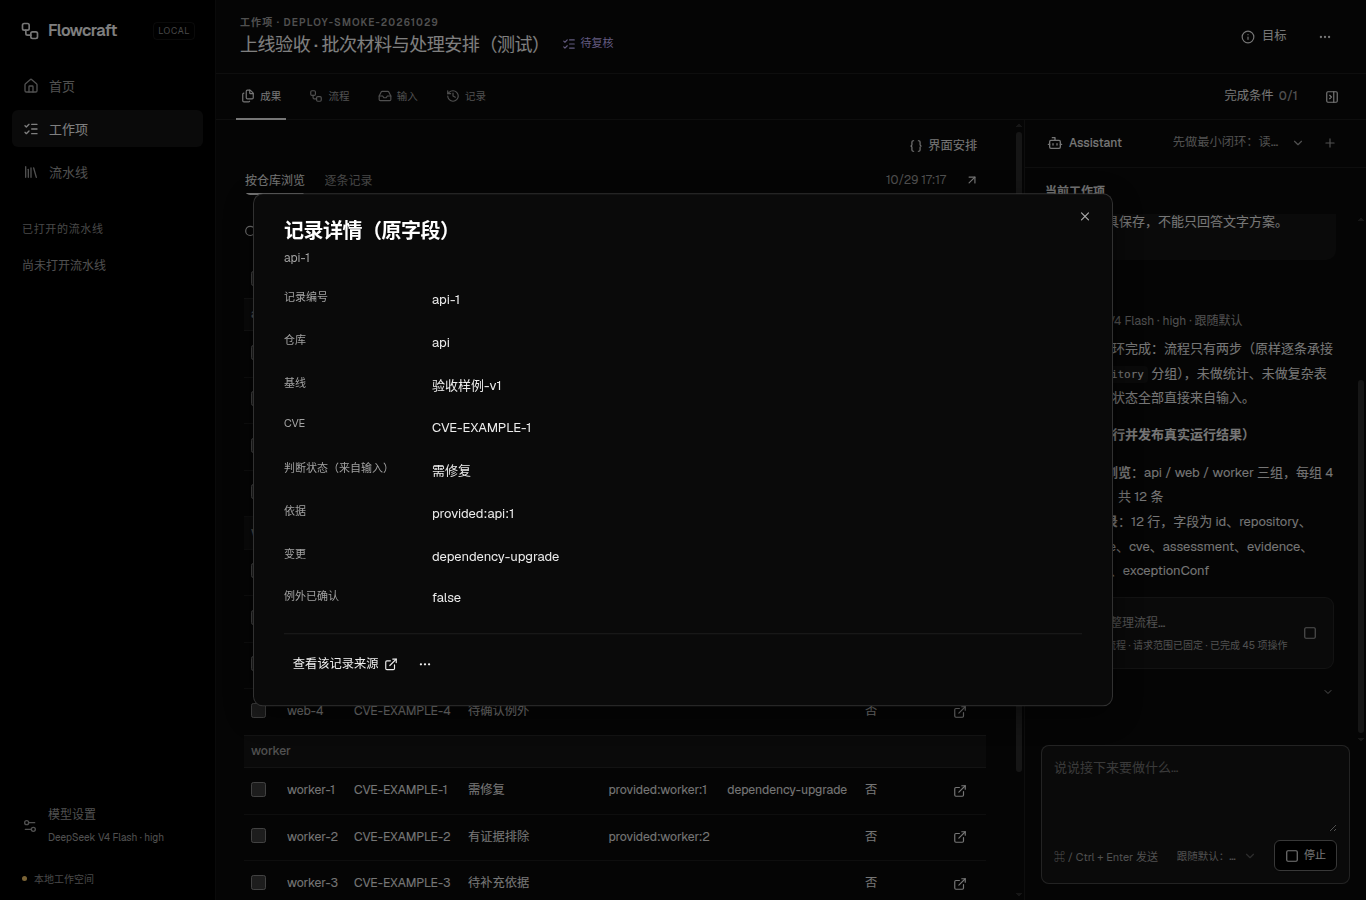 Flowcraft
LOCAL
首页
工作项
流水线
已打开的流水线
尚未打开流水线
模型设置
DeepSeek V4 Flash · high
本地工作空间
工作项 · DEPLOY-SMOKE-20261029
上线验收 · 批次材料与处理安排（测试）
待复核
目标
成果
流程
输入
记录
完成条件 0/1
{ } 界面安排
按仓库浏览
逐条记录
10/29 17:17
记录详情（原字段）
api-1
记录编号 api-1
仓库 api
基线 验收样例-v1
CVE CVE-EXAMPLE-1
判断状态（来自输入） 需修复
依据 provided:api:1
变更 dependency-upgrade
例外已确认 false
查看该记录来源
web-4 CVE-EXAMPLE-4 待确认例外 否
worker
worker-1 CVE-EXAMPLE-1 需修复 provided:worker:1 dependency-upgrade 否
worker-2 CVE-EXAMPLE-2 有证据排除 provided:worker:2 否
worker-3 CVE-EXAMPLE-3 待补充依据 否
Assistant
先做最小闭环：读...
当前工作项
保存，不能只回答文字方案。
4 Flash · high · 跟随默认
环完成：流程只有两步（原样逐条承接
itory 分组），未做统计、未做复杂表
状态全部直接来自输入。
行并发布真实运行结果）
浏览：api / web / worker 三组，每组 4
共 12 条
：12 行，字段为 id、repository、
、cve、assessment、evidence、
、exceptionConf
整理流程...
程 · 请求范围已固定 · 已完成 45 项操作
说说接下来要做什么...
⌘ / Ctrl + Enter 发送
跟随默认：...
停止